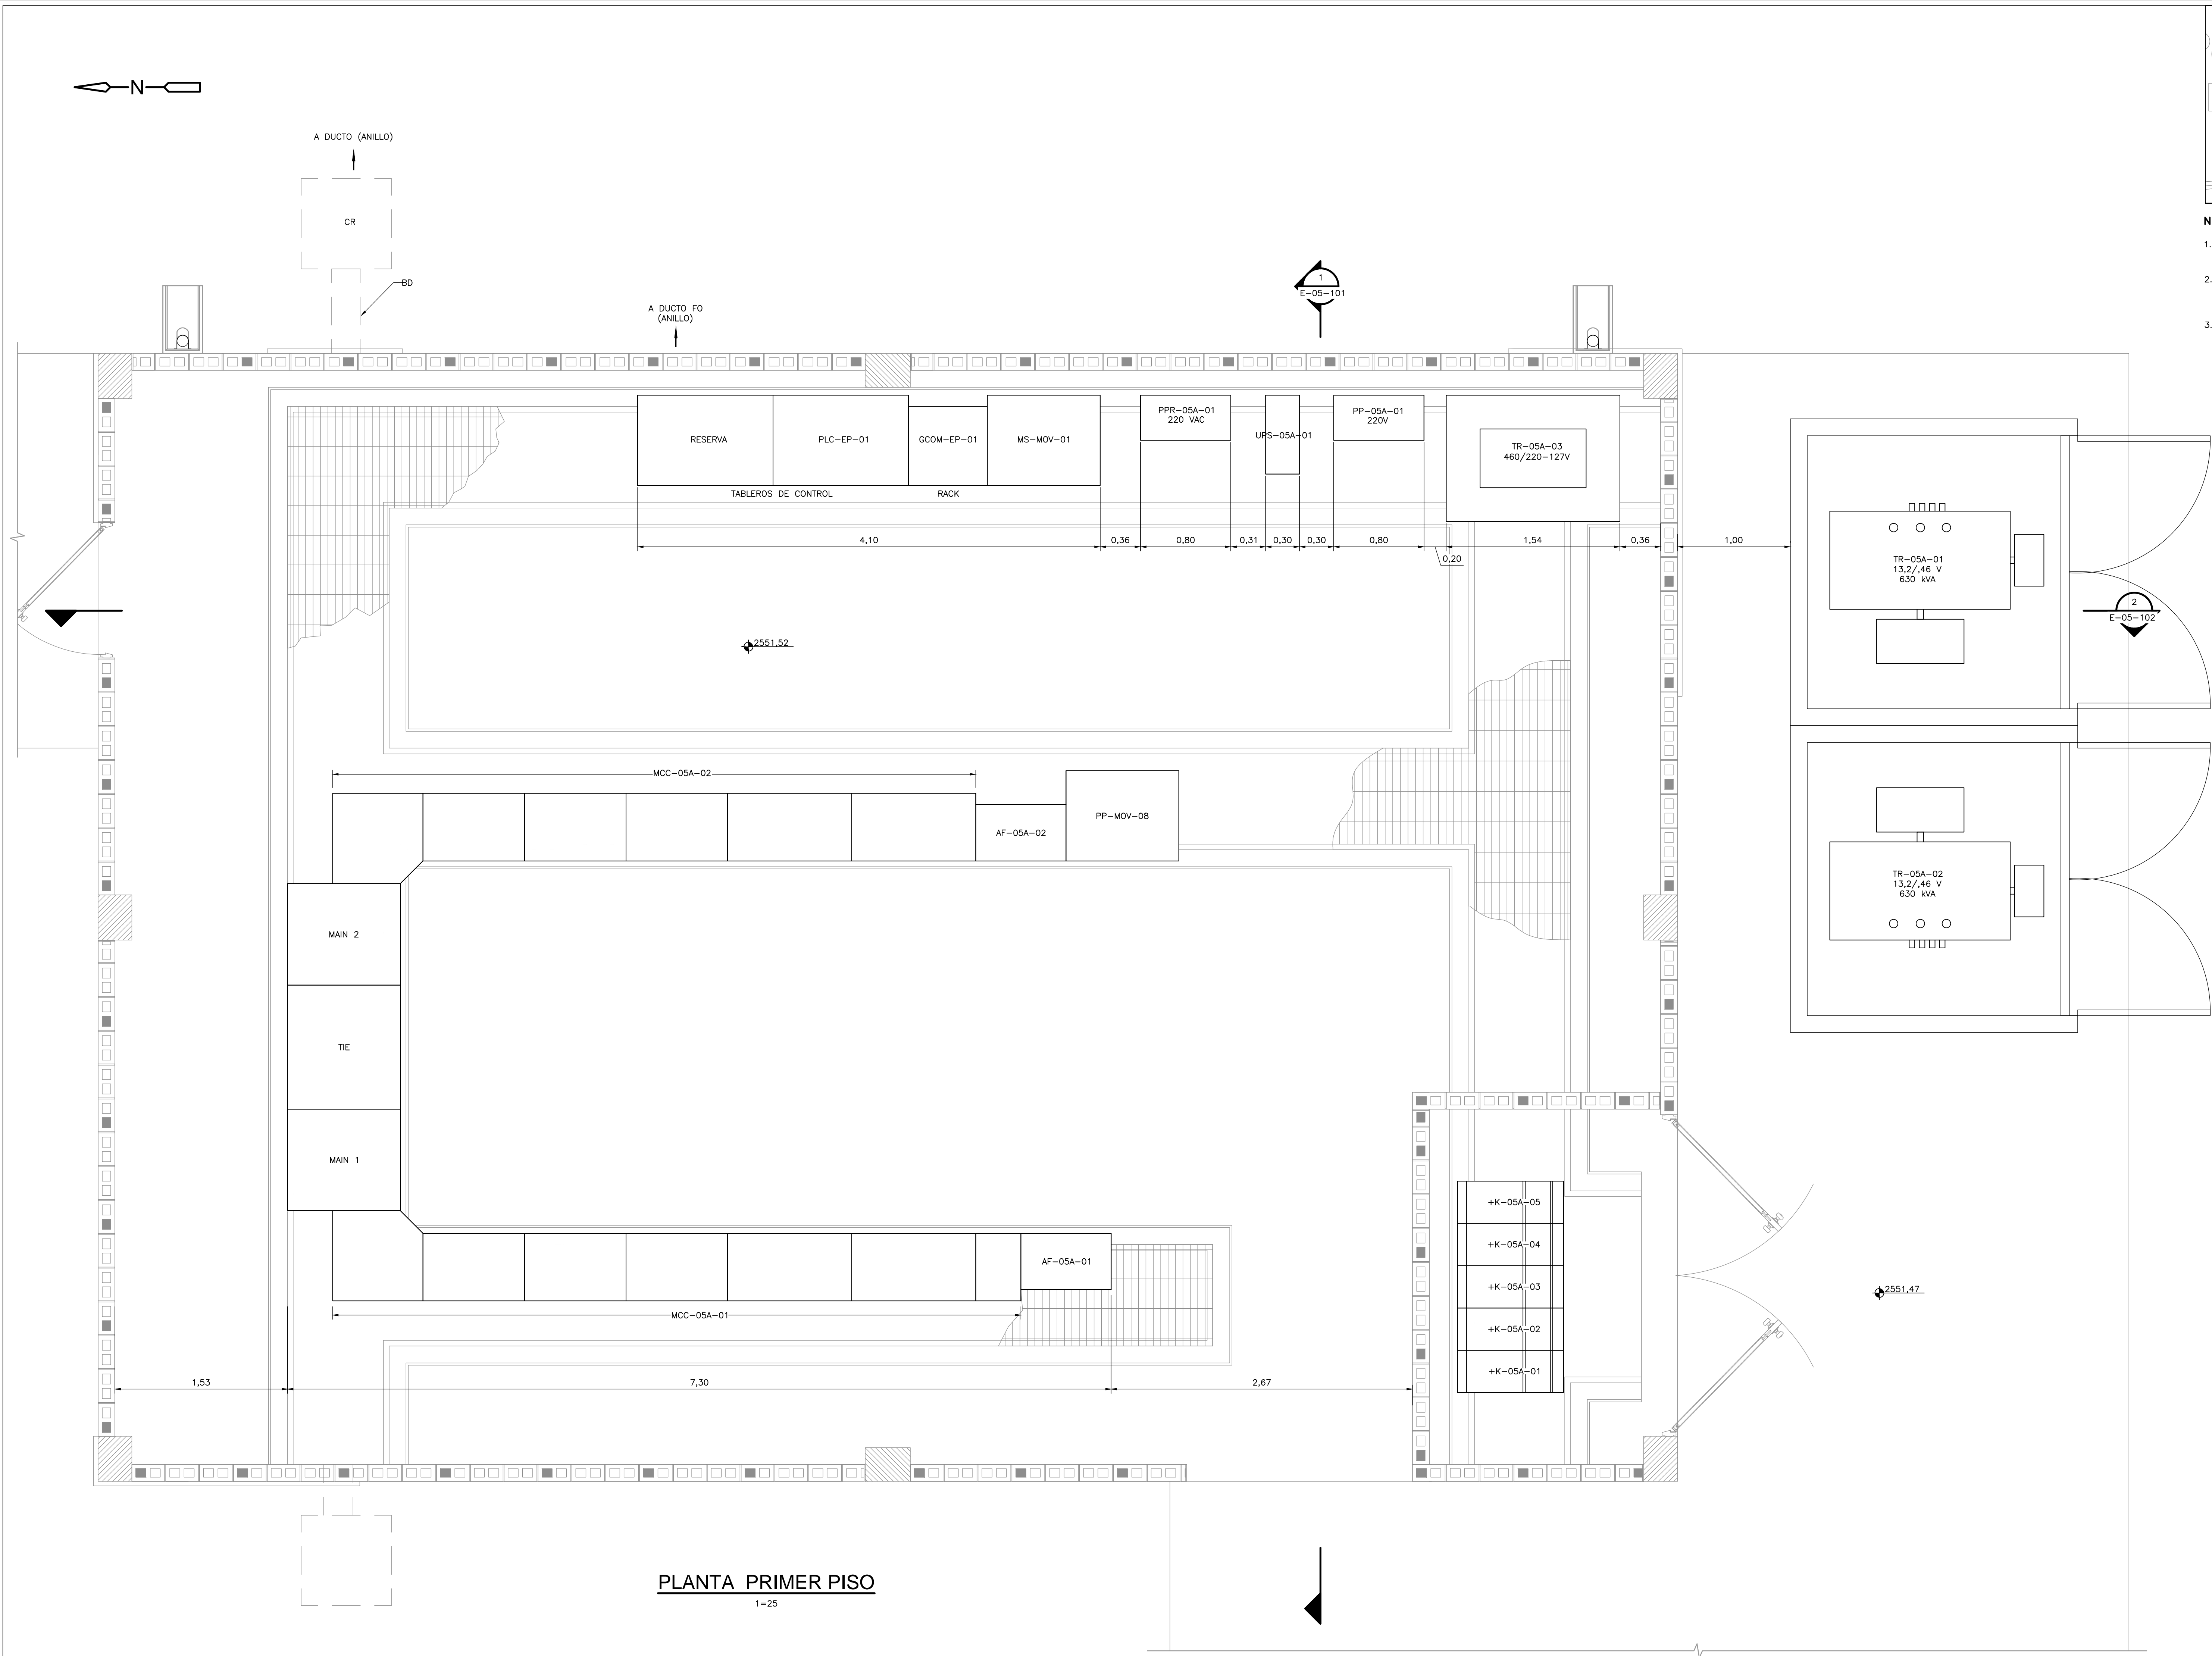 N
A DUCTO (ANILLO)
CR
BD
A DUCTO FO
(ANILLO)
1
E-05-101
N
1.
2.
3.
RESERVA
PLC-EP-01
GCOM-EP-01
MS-MOV-01
PPR-05A-01
220 VAC
UPS-05A-01
PP-05A-01
220V
TR-05A-03
460/220-127V
TABLEROS DE CONTROL
RACK
4,10
0,36
0,80
0,31
0,30
0,30
0,80
0,20
1,54
0,36
1,00
TR-05A-01
13,2/,46 V
630 kVA
2
E-05-102
2551,52
MCC-05A-02
AF-05A-02
PP-MOV-08
MAIN 2
TIE
MAIN 1
TR-05A-02
13,2/,46 V
630 kVA
+K-05A-05
+K-05A-04
+K-05A-03
+K-05A-02
+K-05A-01
AF-05A-01
MCC-05A-01
2551,47
1,53
7,30
2,67
PLANTA PRIMER PISO
1=25